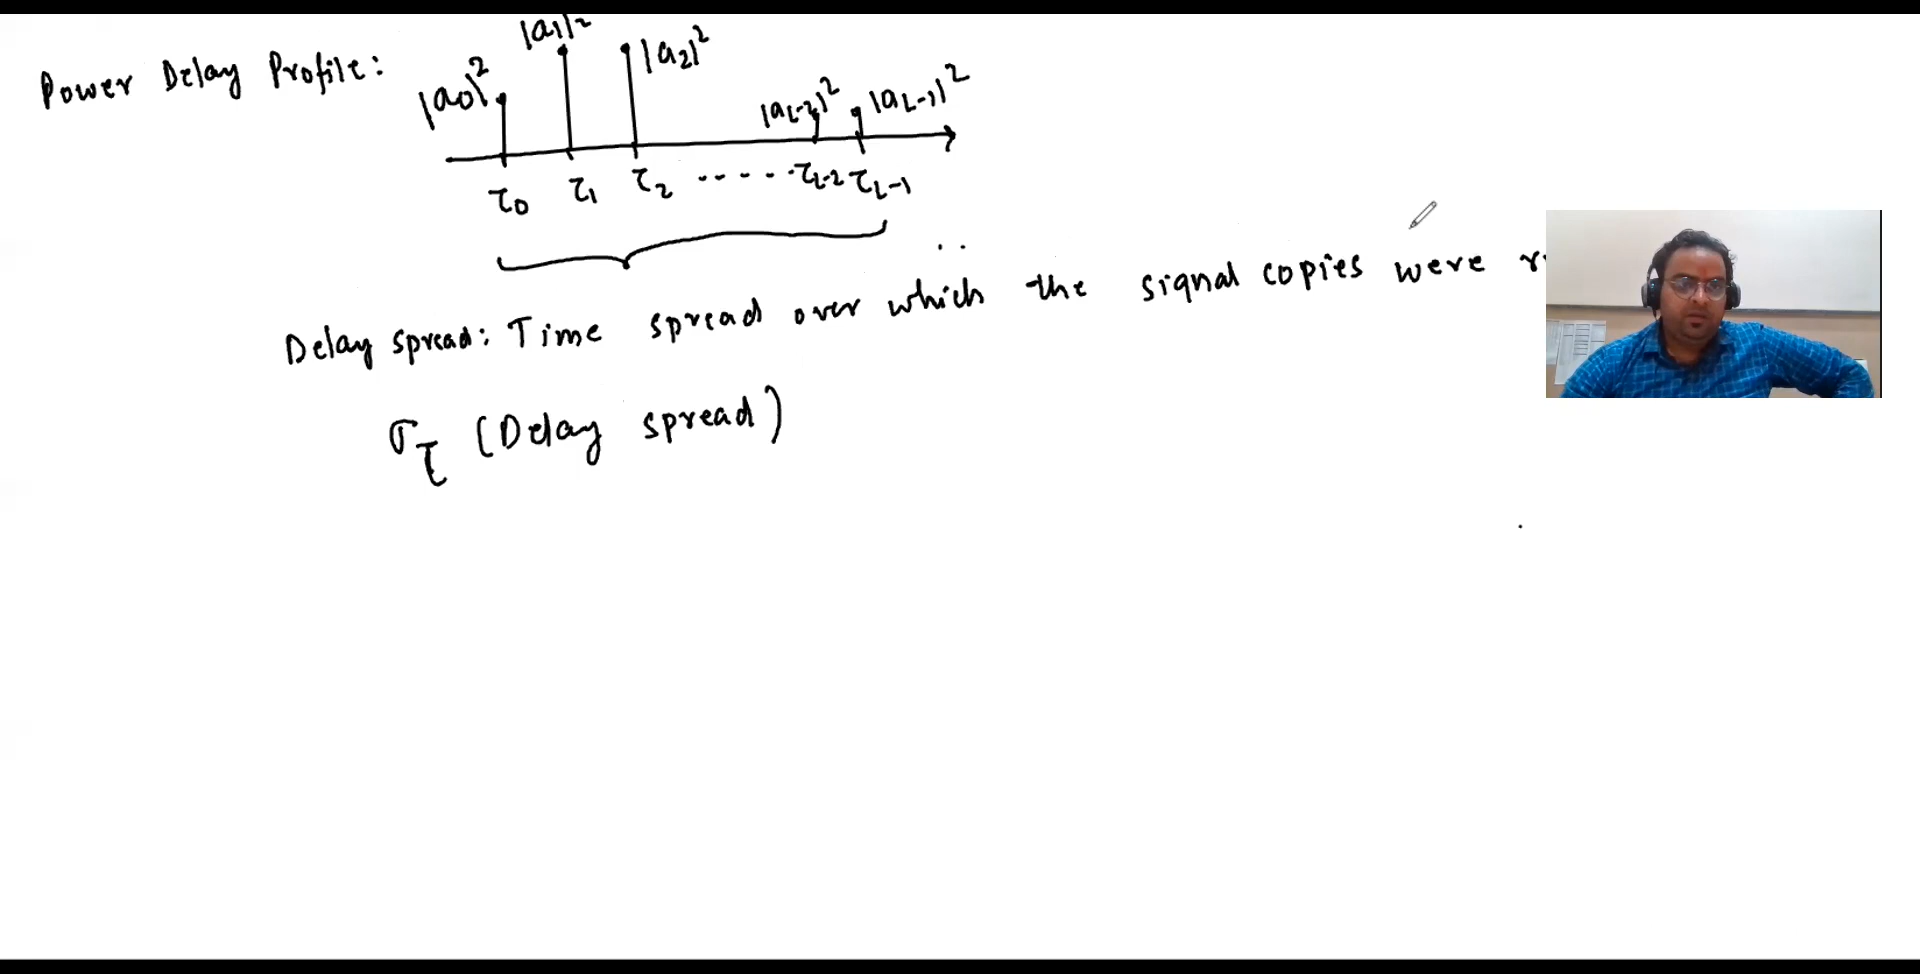 Power Delay Profile:
|a0|² |a1|² |a2|² |aL-2|² |aL-1|²
τ0 τ1 τ2 ------ τL-2 τL-1
Delay spread: Time spread over which the signal copies were
στ (Delay spread)